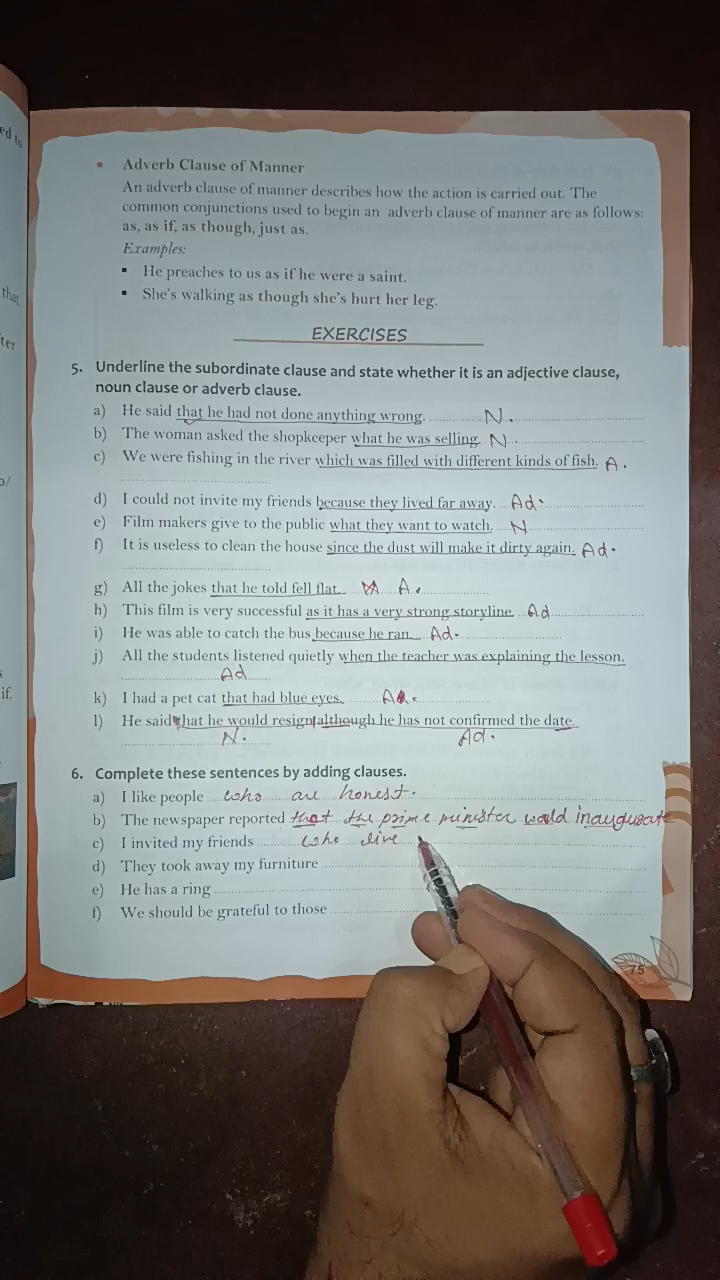 ed to
that
ter
o/
s
if,
Adverb Clause of Manner
An adverb clause of manner describes how the action is carried out. The
common conjunctions used to begin an adverb clause of manner are as follows:
as, as if, as though, just as.
Examples:
He preaches to us as if he were a saint.
She's walking as though she's hurt her leg.
EXERCISES
5. Underline the subordinate clause and state whether it is an adjective clause,
noun clause or adverb clause.
a) He said that he had not done anything wrong. N.
b) The woman asked the shopkeeper what he was selling. N
c) We were fishing in the river which was filled with different kinds of fish. A.
d) I could not invite my friends because they lived far away. Ad.
e) Film makers give to the public what they want to watch. N
f) It is useless to clean the house since the dust will make it dirty again. Ad.
g) All the jokes that he told fell flat. A.
h) This film is very successful as it has a very strong storyline. Ad
i) He was able to catch the bus because he ran. Ad.
j) All the students listened quietly when the teacher was explaining the lesson.
Ad
k) I had a pet cat that had blue eyes. A.
l) He said that he would resign although he has not confirmed the date.
N. Ad.
6. Complete these sentences by adding clauses.
a) I like people who are honest.
b) The newspaper reported that the prime minister would inaugurate
c) I invited my friends who live
d) They took away my furniture
e) He has a ring
f) We should be grateful to those
75